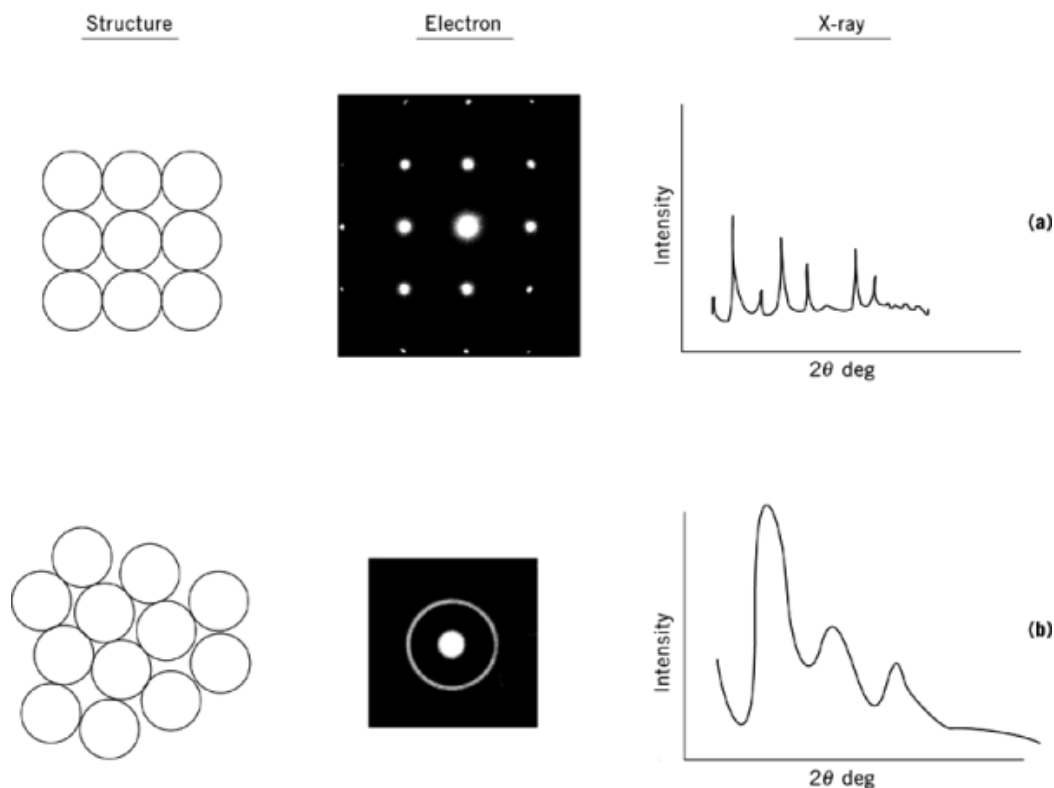 Structure
Electron
X-ray
Intensity
2θ deg
(a)
Intensity
2θ deg
(b)